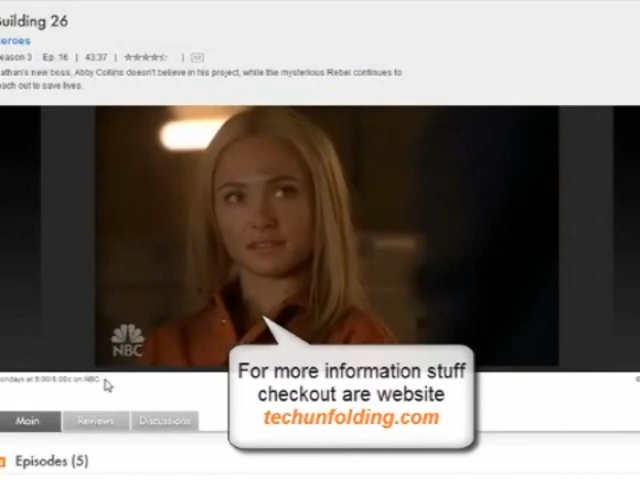 uilding 26
eroes
eason 3 Ep. 16 | 43:37 | |
athan's new boss, Abby Collins doesn't believe in his project, while the mysterious Rebel continues to
each out to save lives.
NBC
ondays at 9:00/8:00c on NBC
For more information stuff
checkout are website
techunfolding.com
Main Reviews Discussions
Episodes (5)